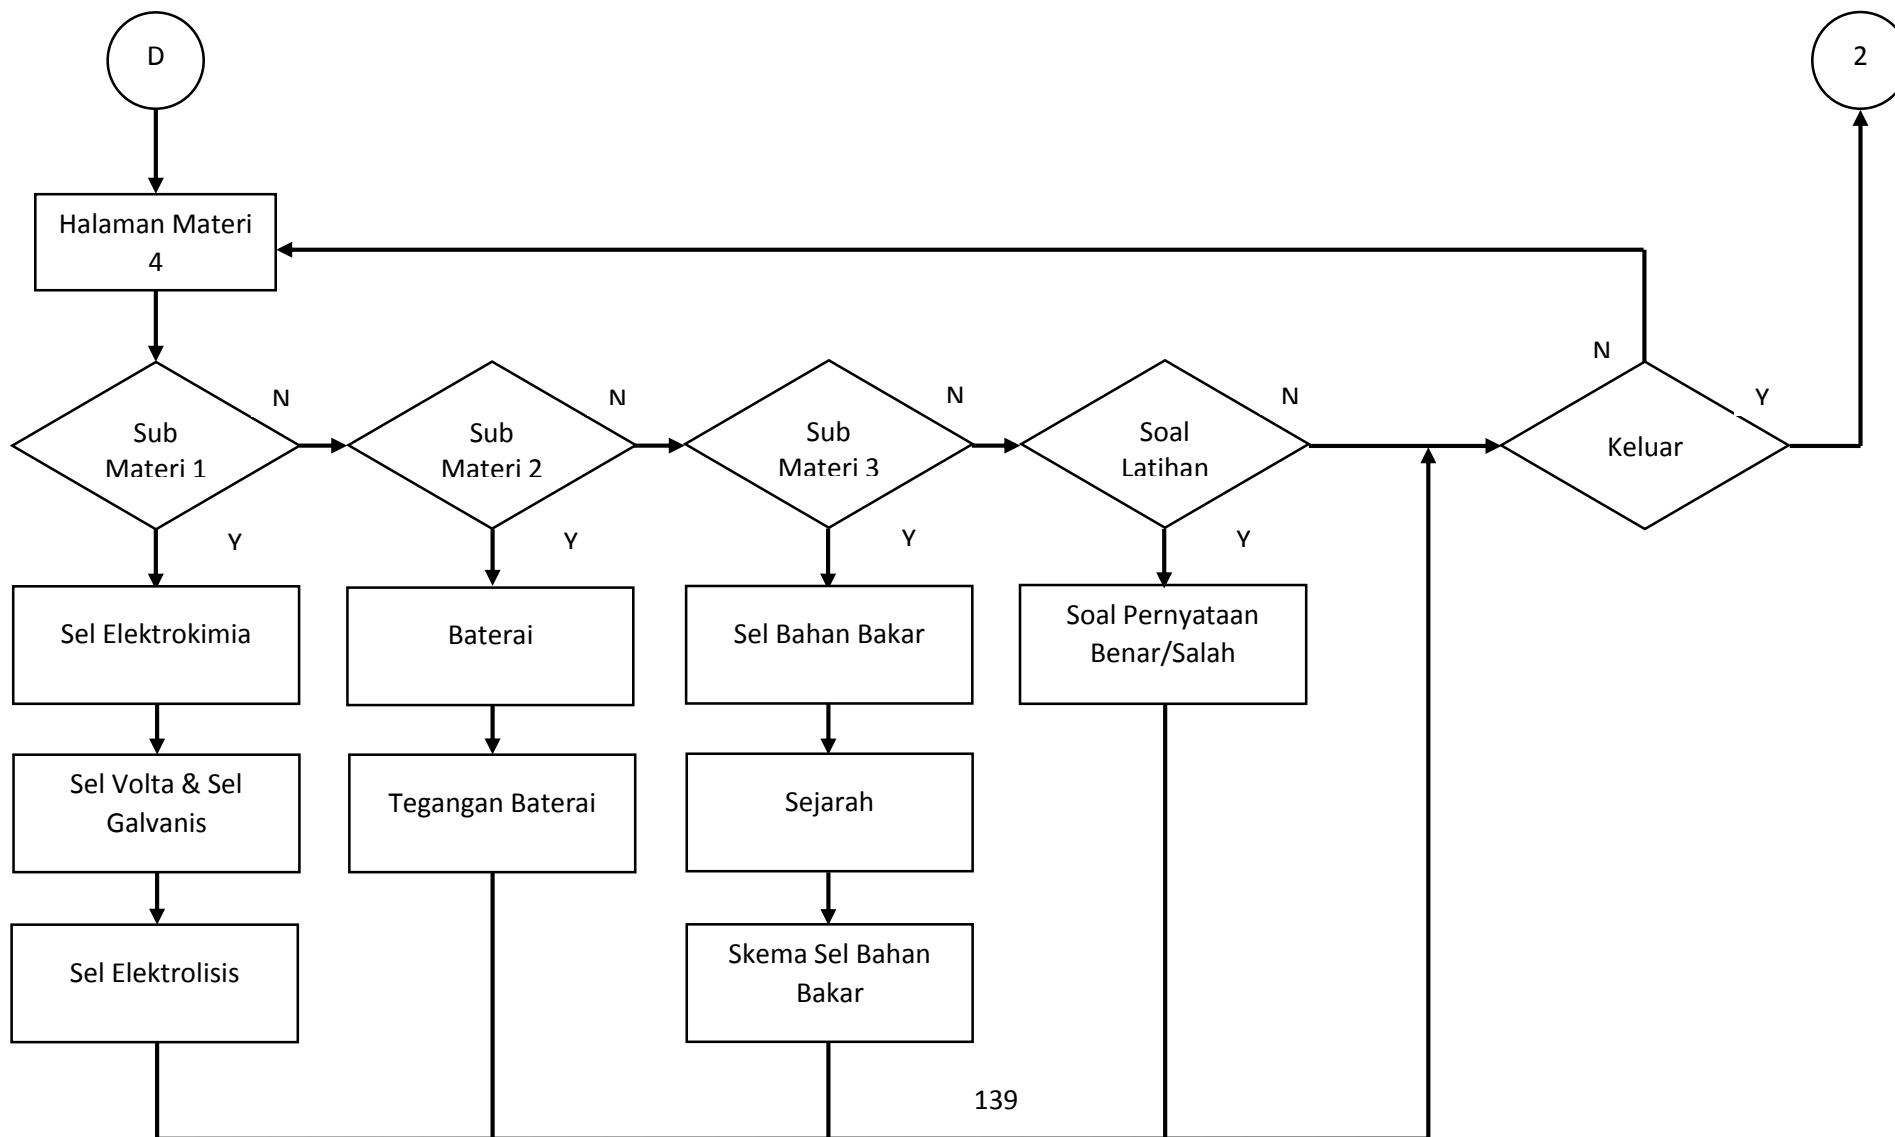 D
2
Halaman Materi
4
N
N
N
N
N
Y
Sub
Materi 1
Sub
Materi 2
Sub
Materi 3
Soal
Latihan
Keluar
Y
Y
Y
Y
Sel Elektrokimia
Baterai
Sel Bahan Bakar
Soal Pernyataan
Benar/Salah
Sel Volta & Sel
Galvanis
Tegangan Baterai
Sejarah
Sel Elektrolisis
Skema Sel Bahan
Bakar
139